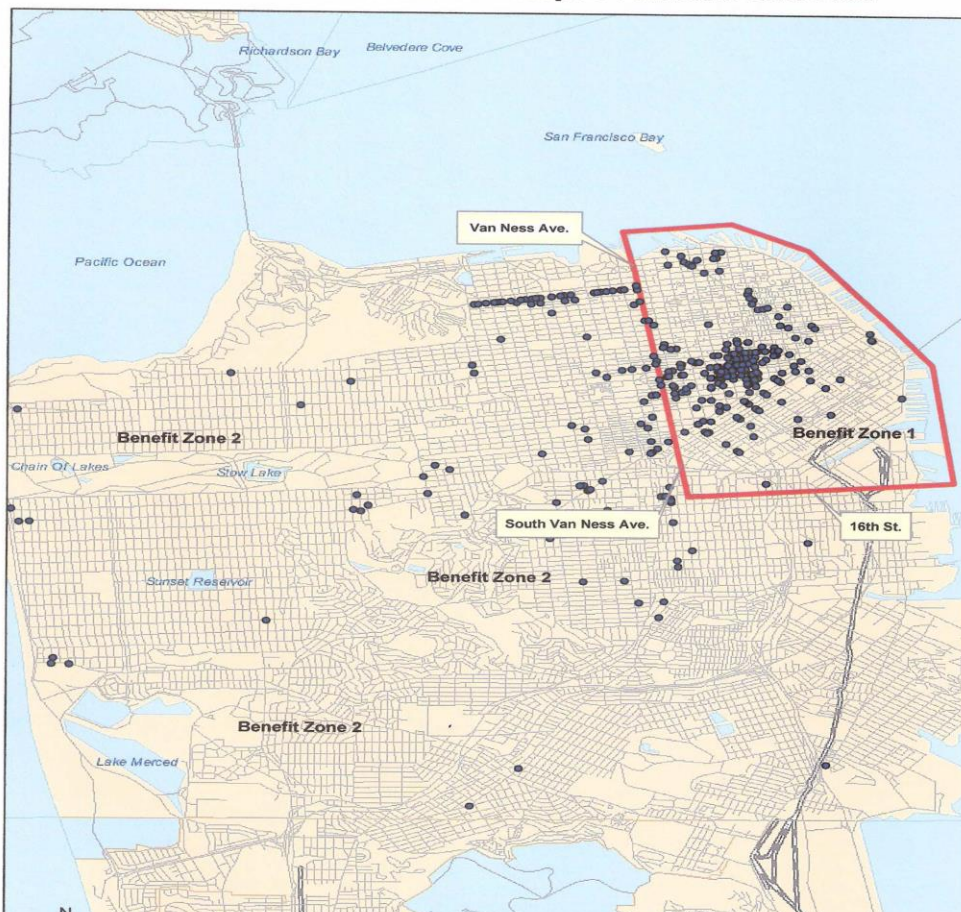 Richardson Bay
Belvedere Cove
San Francisco Bay
Van Ness Ave.
Pacific Ocean
Benefit Zone 2
Benefit Zone 1
Chain Of Lakes
Stow Lake
South Van Ness Ave.
16th St.
Sunset Reservoir
Benefit Zone 2
Benefit Zone 2
Lake Merced
N